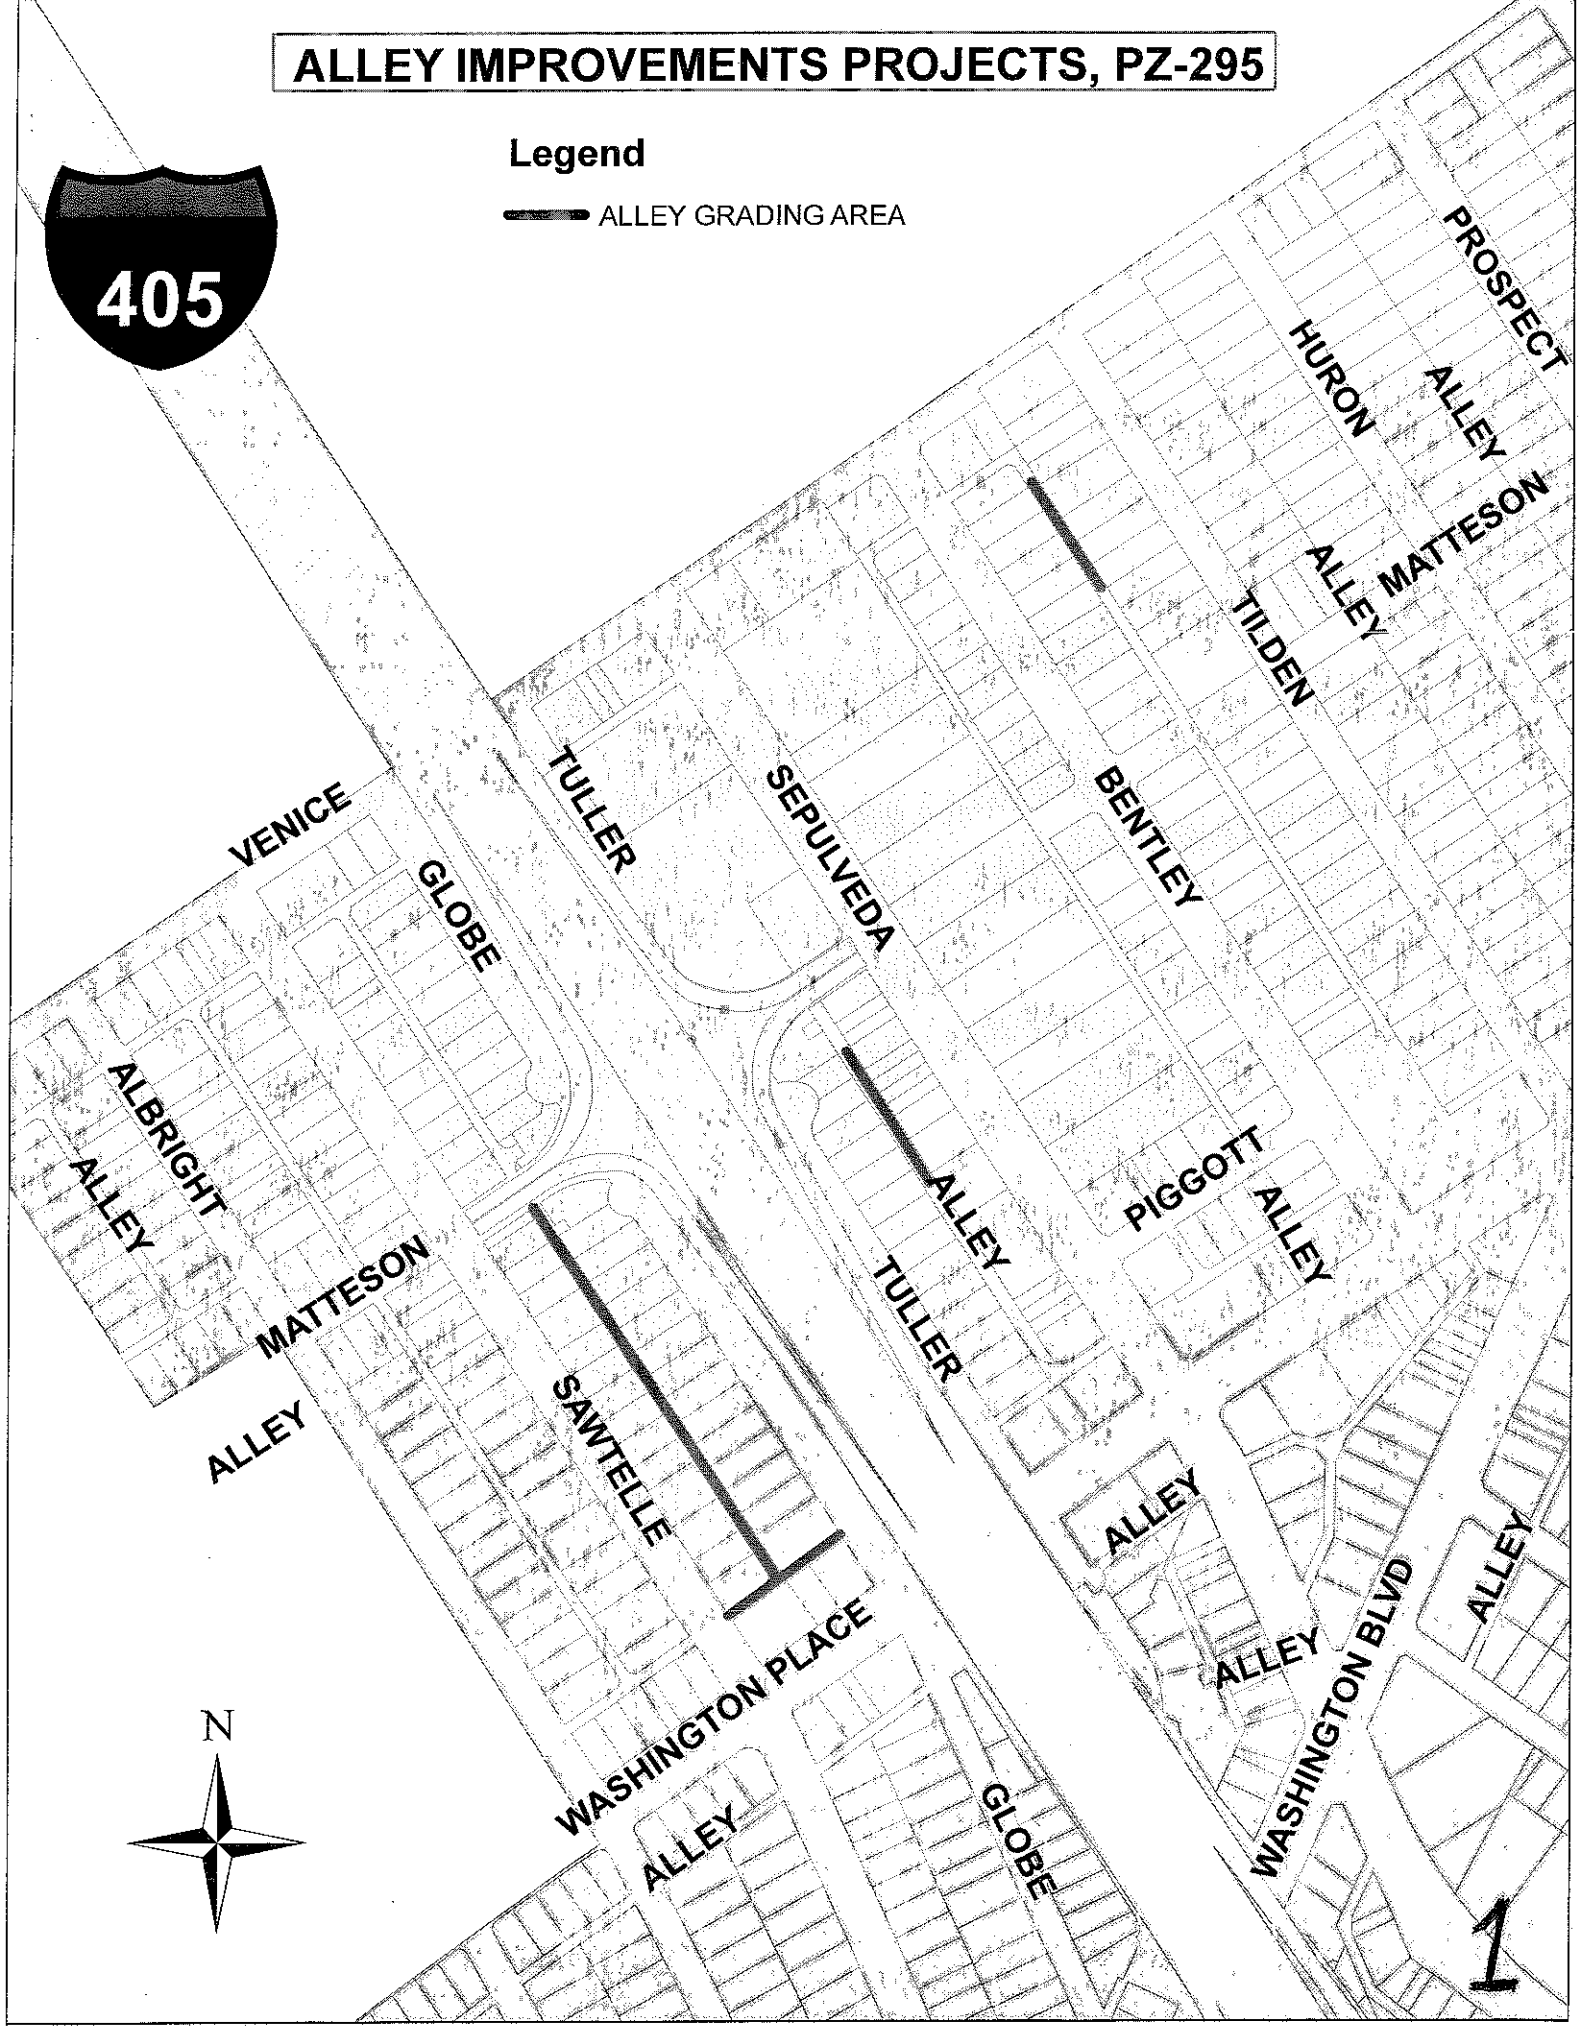 ALLEY IMPROVEMENTS PROJECTS, PZ-295
Legend
ALLEY GRADING AREA
405
PROSPECT
HURON
ALLEY
MATTESON
ALLEY
TILDEN
TULLER
SEPULVEDA
BENTLEY
VENICE
GLOBE
ALBRIGHT
ALLEY
PIGGOTT
ALLEY
ALLEY
MATTESON
TULLER
SAWTELLE
ALLEY
ALLEY
ALLEY
WASHINGTON BLVD
ALLEY
WASHINGTON PLACE
N
ALLEY
GLOBE
1